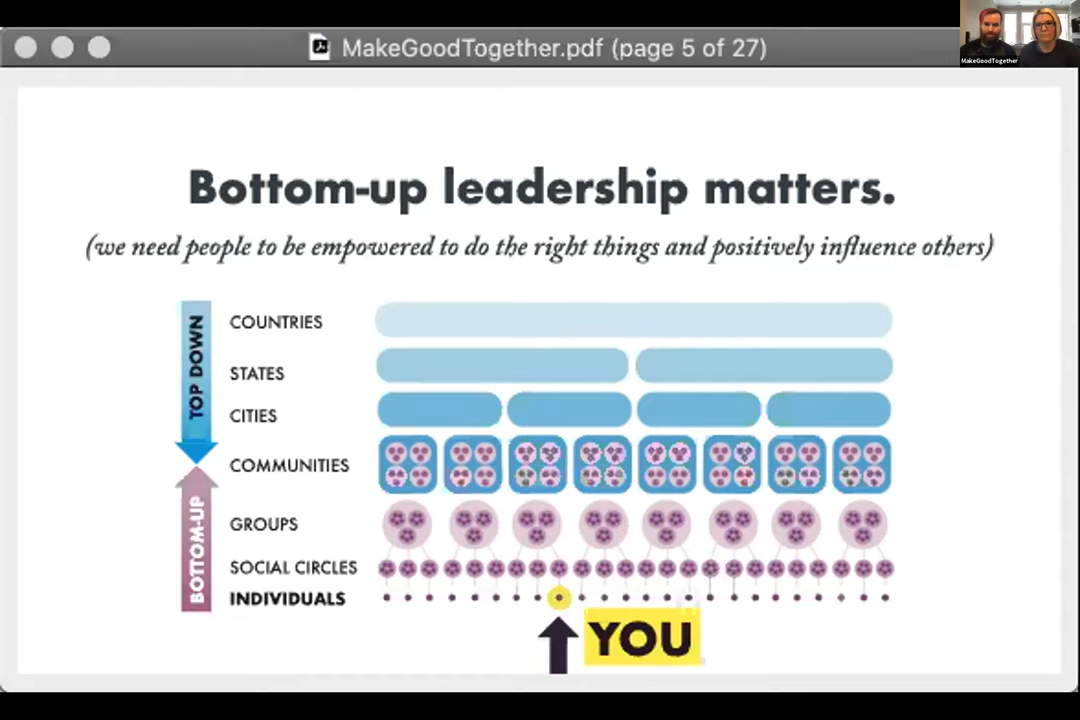 MakeGoodTogether.pdf (page 5 of 27)
MakeGoodTogether
Bottom-up leadership matters.
(we need people to be empowered to do the right things and positively influence others)
TOP DOWN
BOTTOM-UP
COUNTRIES
STATES
CITIES
COMMUNITIES
GROUPS
SOCIAL CIRCLES
INDIVIDUALS
YOU